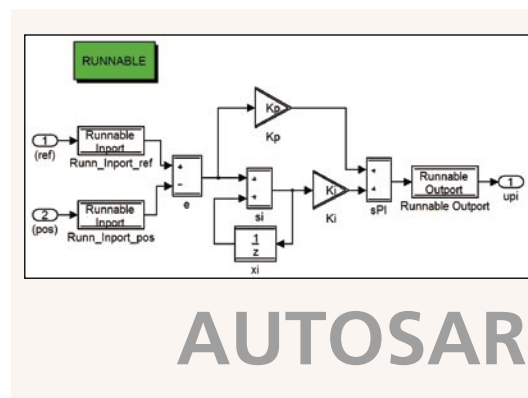 RUNNABLE
1
(ref)
Runnable
Inport
Runn_Inport_ref
2
(pos)
Runnable
Inport
Runn_Inport_pos
+
-
e
Kp
Kp
+
+
si
1
z
xi
Ki
Ki
+
+
sPI
Runnable
Outport
Runnable Outport
1
upi
AUTOSAR